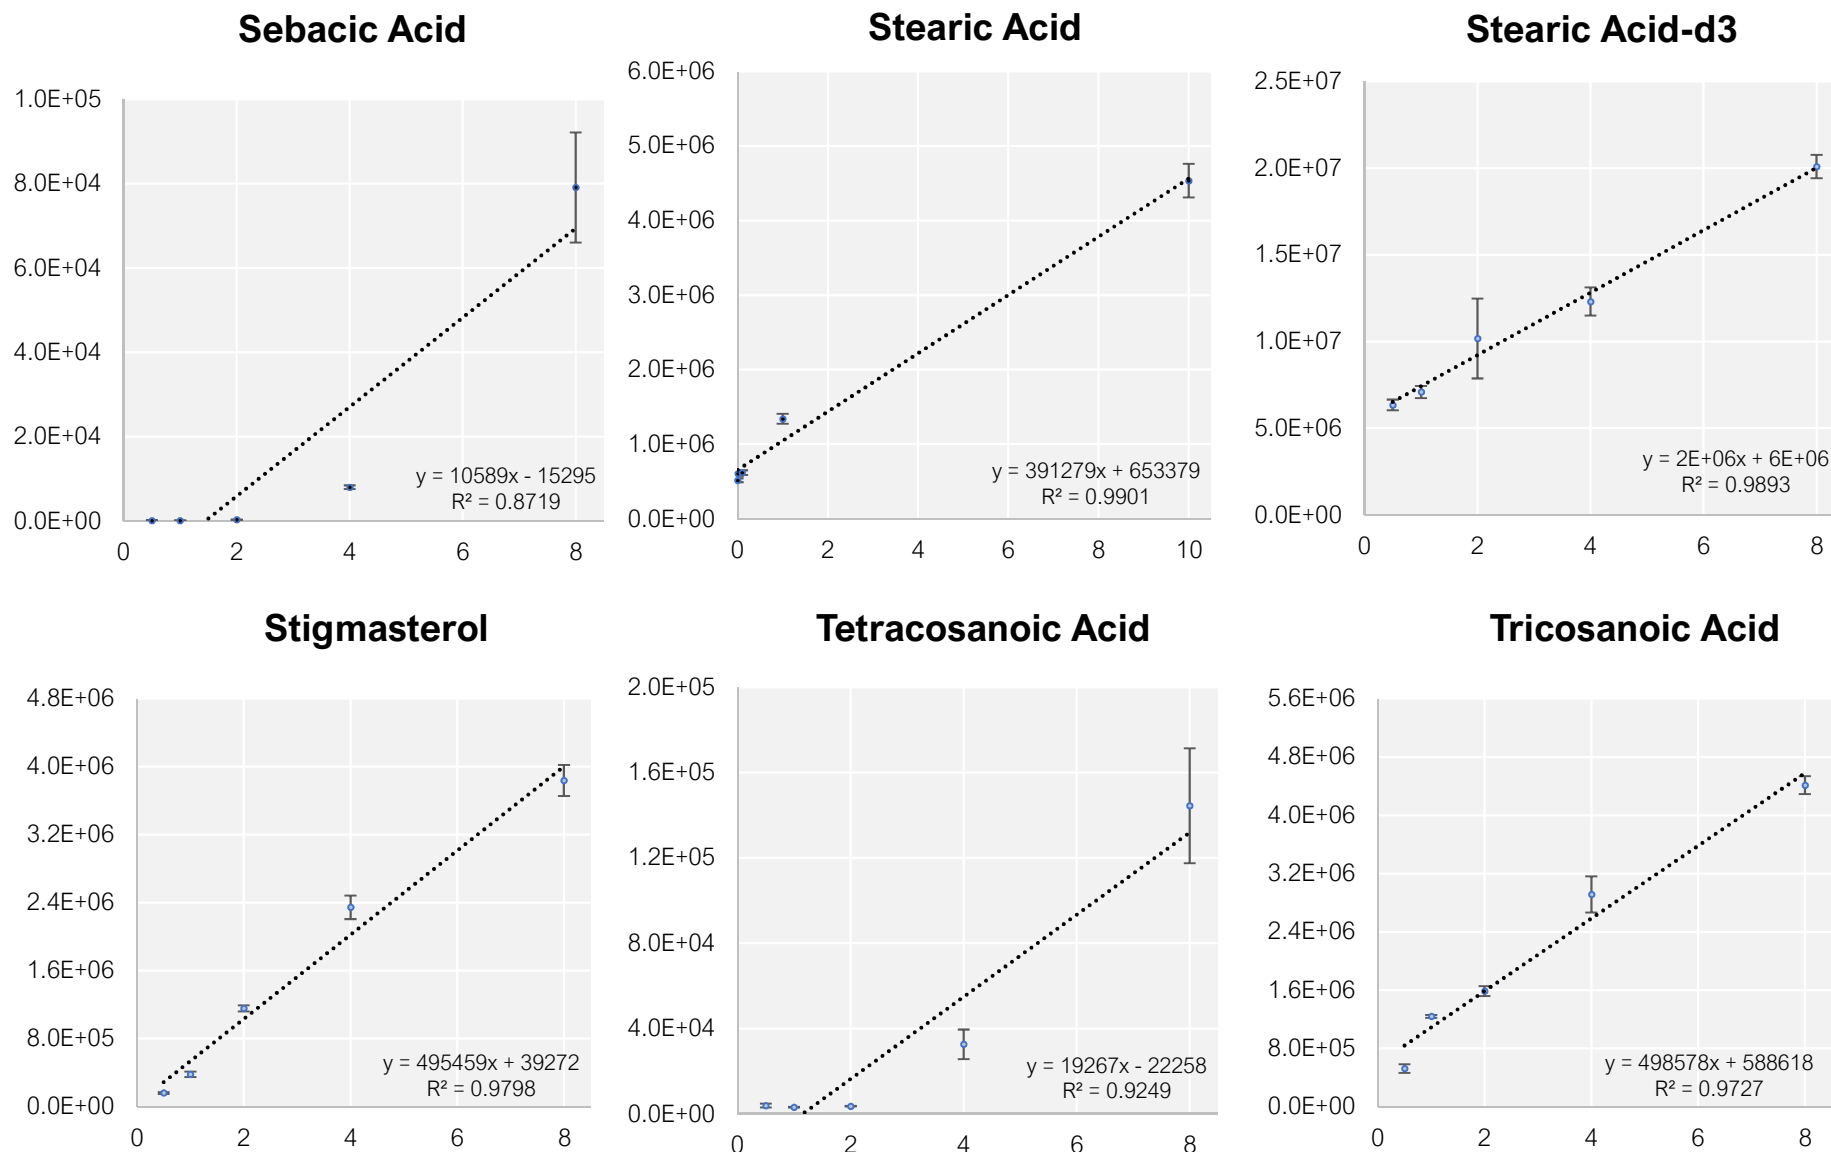 Sebacic Acid
1.0E+05
8.0E+04
6.0E+04
4.0E+04
2.0E+04
0.0E+00
0 2 4 6 8
y = 10589x - 15295
R² = 0.8719
Stearic Acid
6.0E+06
5.0E+06
4.0E+06
3.0E+06
2.0E+06
1.0E+06
0.0E+00
0 2 4 6 8 10
y = 391279x + 653379
R² = 0.9901
Stearic Acid-d3
2.5E+07
2.0E+07
1.5E+07
1.0E+07
5.0E+06
0.0E+00
0 2 4 6 8
y = 2E+06x + 6E+06
R² = 0.9893
Stigmasterol
4.8E+06
4.0E+06
3.2E+06
2.4E+06
1.6E+06
8.0E+05
0.0E+00
0 2 4 6 8
y = 495459x + 39272
R² = 0.9798
Tetracosanoic Acid
2.0E+05
1.6E+05
1.2E+05
8.0E+04
4.0E+04
0.0E+00
0 2 4 6 8
y = 19267x - 22258
R² = 0.9249
Tricosanoic Acid
5.6E+06
4.8E+06
4.0E+06
3.2E+06
2.4E+06
1.6E+06
8.0E+05
0.0E+00
0 2 4 6 8
y = 498578x + 588618
R² = 0.9727